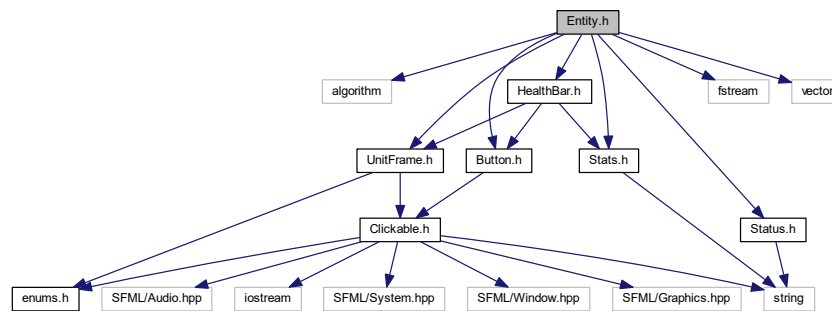 Entity.h
algorithm
HealthBar.h
fstream
vector
UnitFrame.h
Button.h
Stats.h
Clickable.h
Status.h
enums.h
SFML/Audio.hpp
iostream
SFML/System.hpp
SFML/Window.hpp
SFML/Graphics.hpp
string